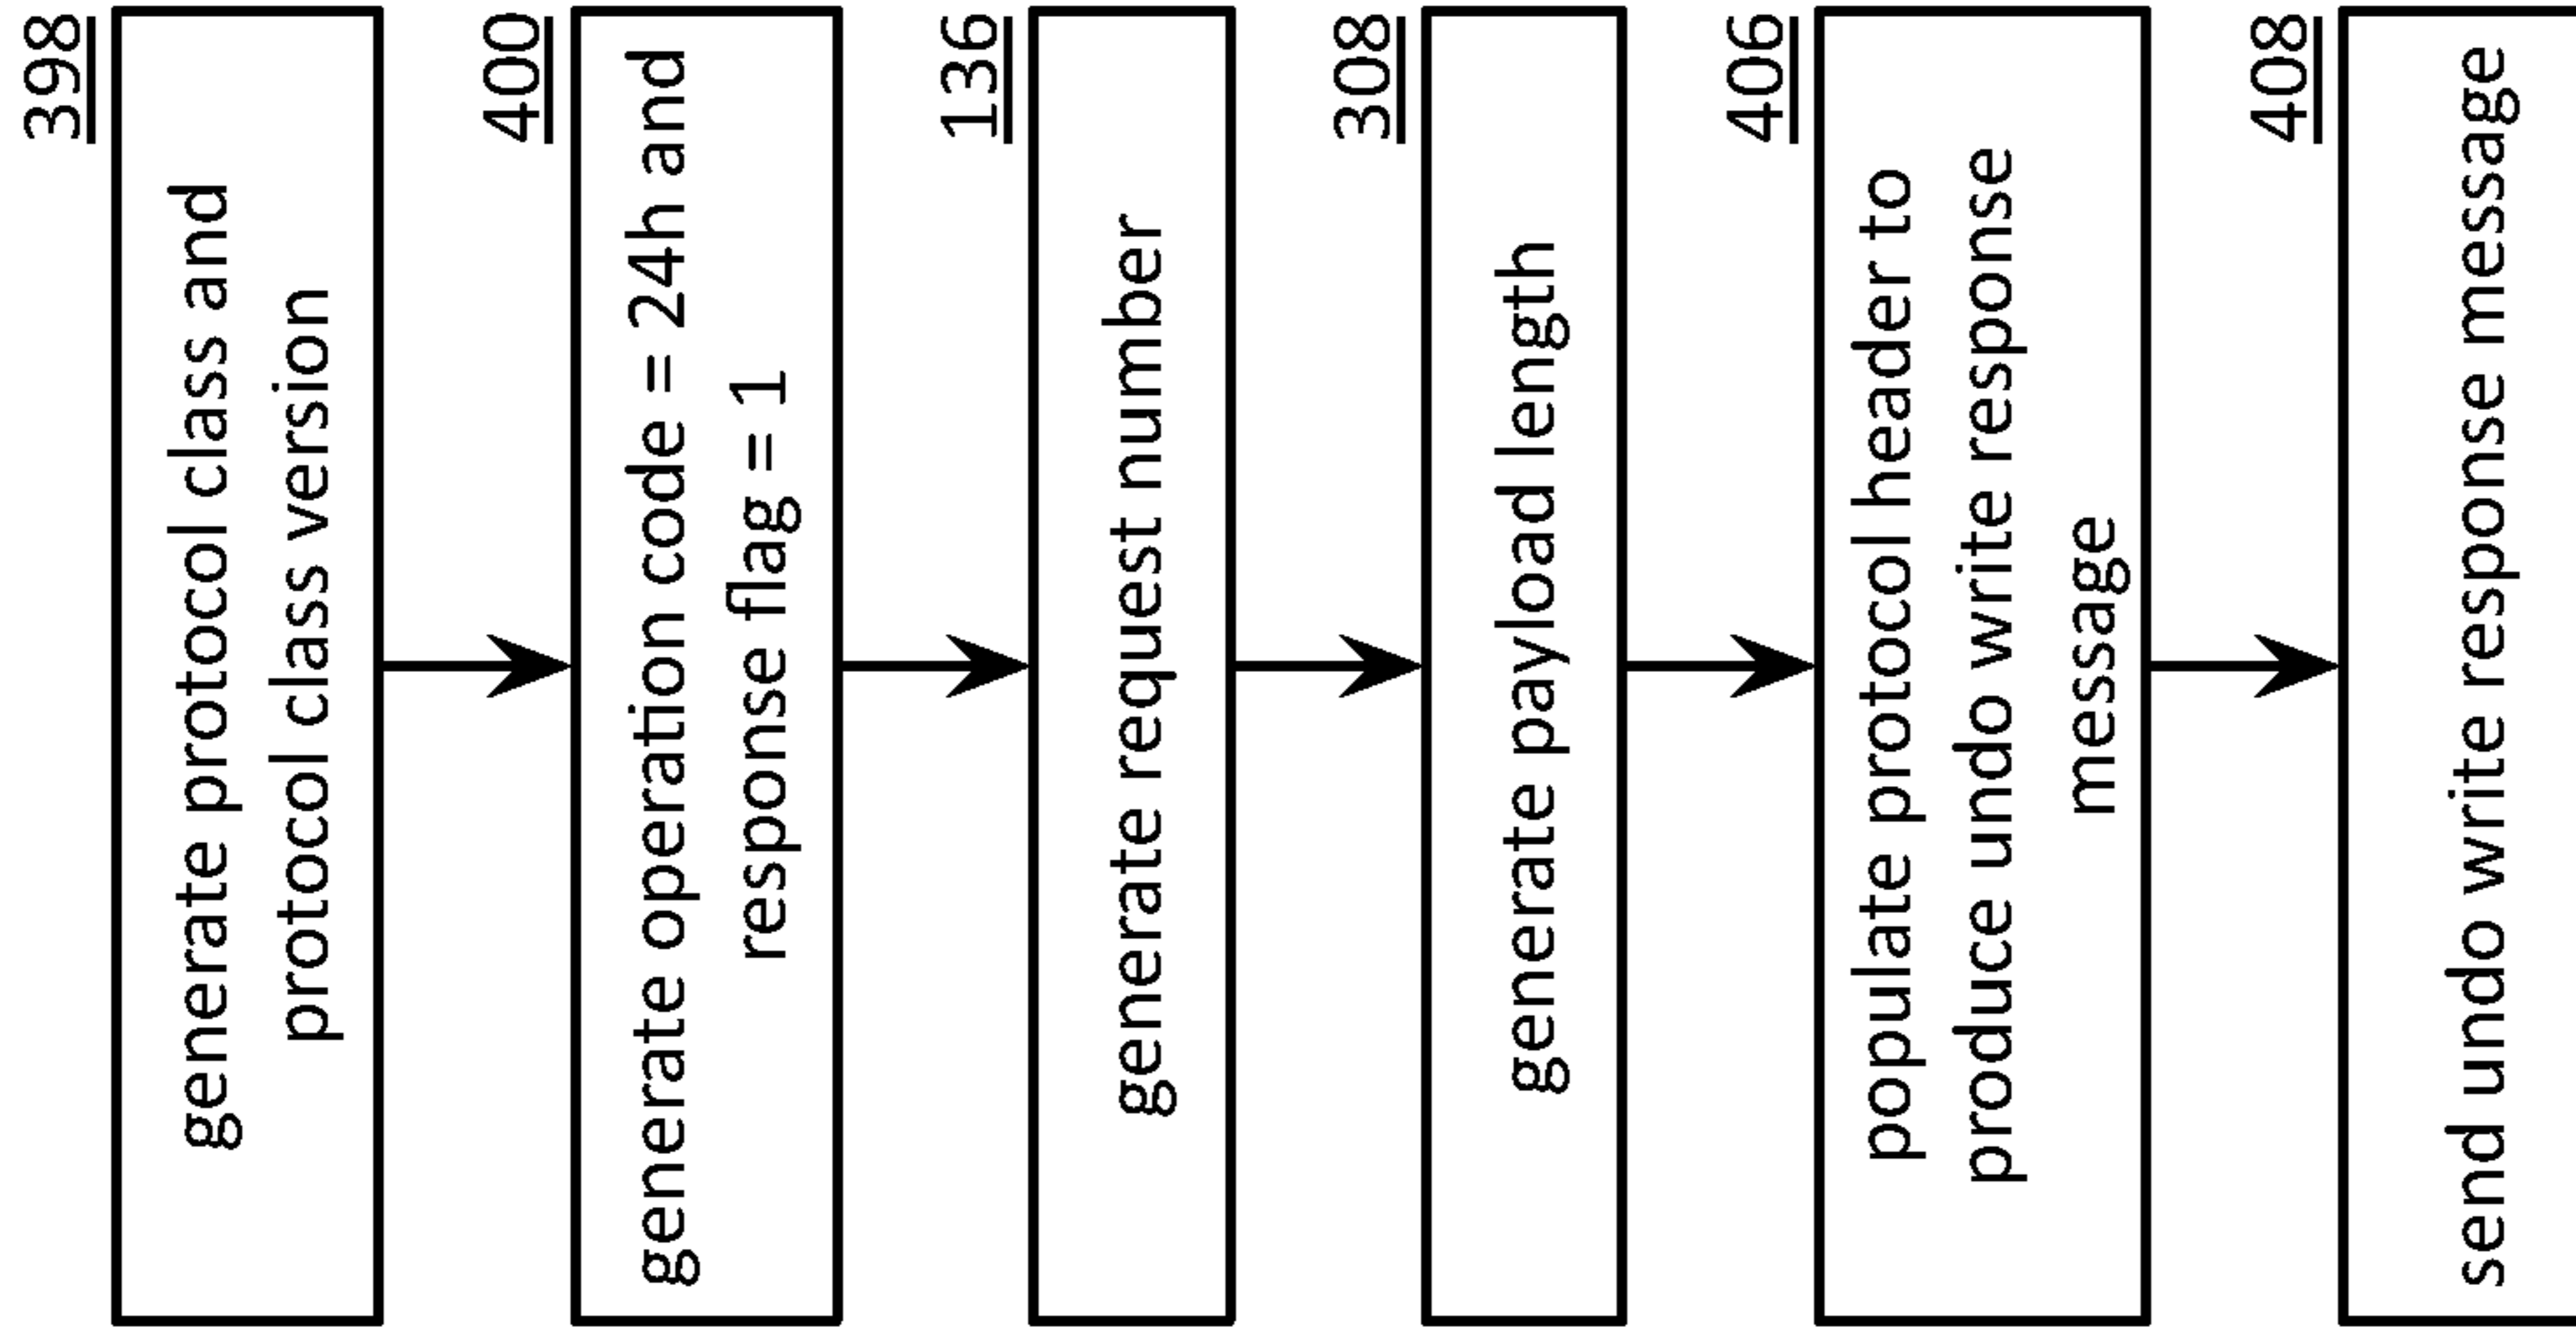 398
generate protocol class and
protocol class version
400
generate operation code = 24h and
response flag = 1
136
generate request number
308
generate payload length
406
populate protocol header to
produce undo write response
message
408
send undo write response message